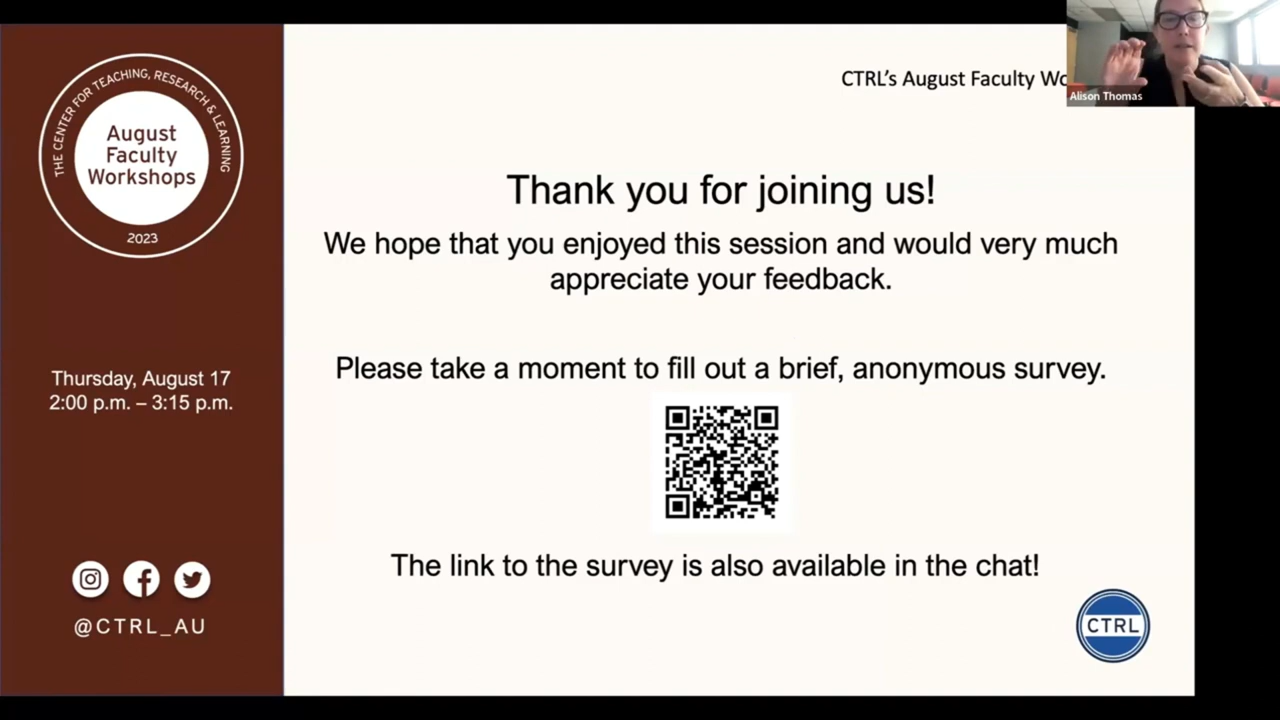 THE CENTER FOR TEACHING, RESEARCH & LEARNING
August
Faculty
Workshops
2023
Thursday, August 17
2:00 p.m. – 3:15 p.m.
@CTRL_AU
CTRL's August Faculty
Alison Thomas
Thank you for joining us!
We hope that you enjoyed this session and would very much
appreciate your feedback.
Please take a moment to fill out a brief, anonymous survey.
The link to the survey is also available in the chat!
CTRL